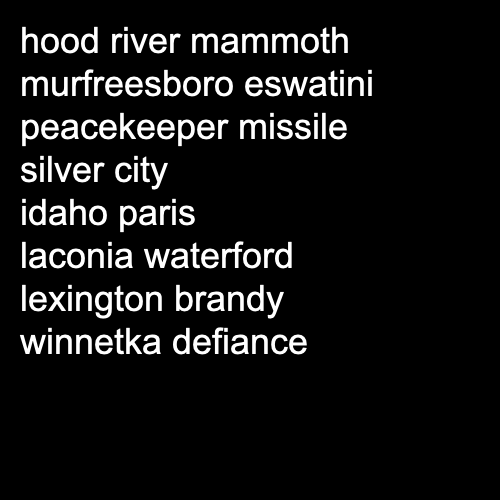 hood river mammoth
murfreesboro eswatini
peacekeeper missile
silver city
idaho paris
laconia waterford
lexington brandy
winnetka defiance